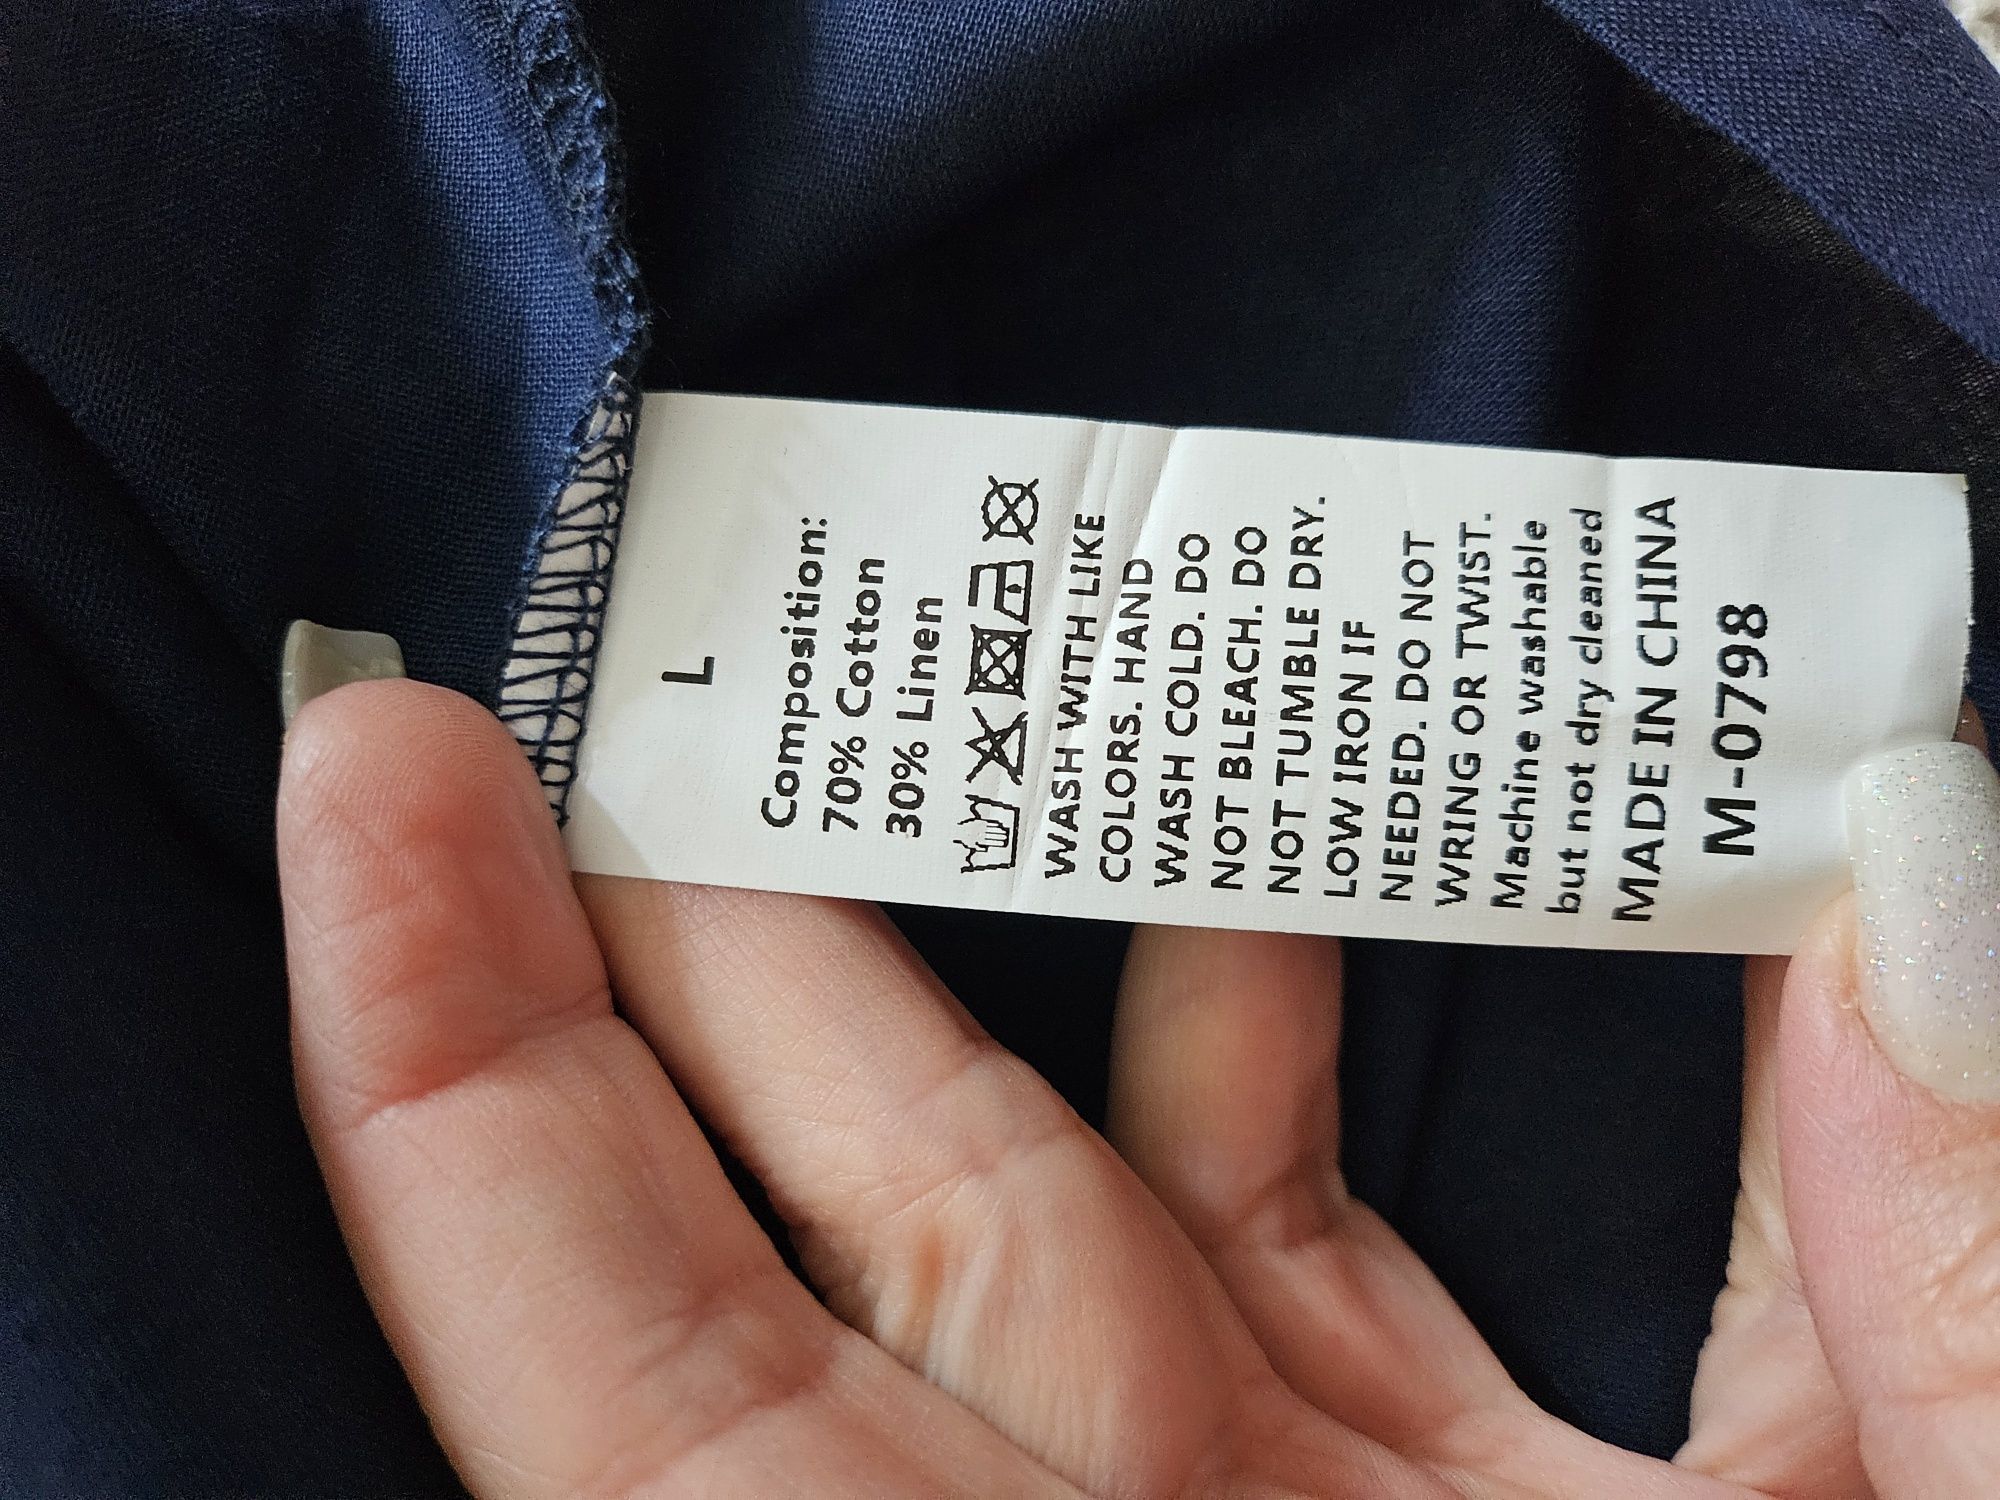 L
Composition:
70% Cotton
30% Linen
WASH WITH LIKE
COLORS. HAND
WASH COLD. DO
NOT BLEACH. DO
NOT TUMBLE DRY.
LOW IRON IF
NEEDED. DO NOT
WRING OR TWIST.
Machine washable
but not dry cleaned
MADE IN CHINA
M-0798